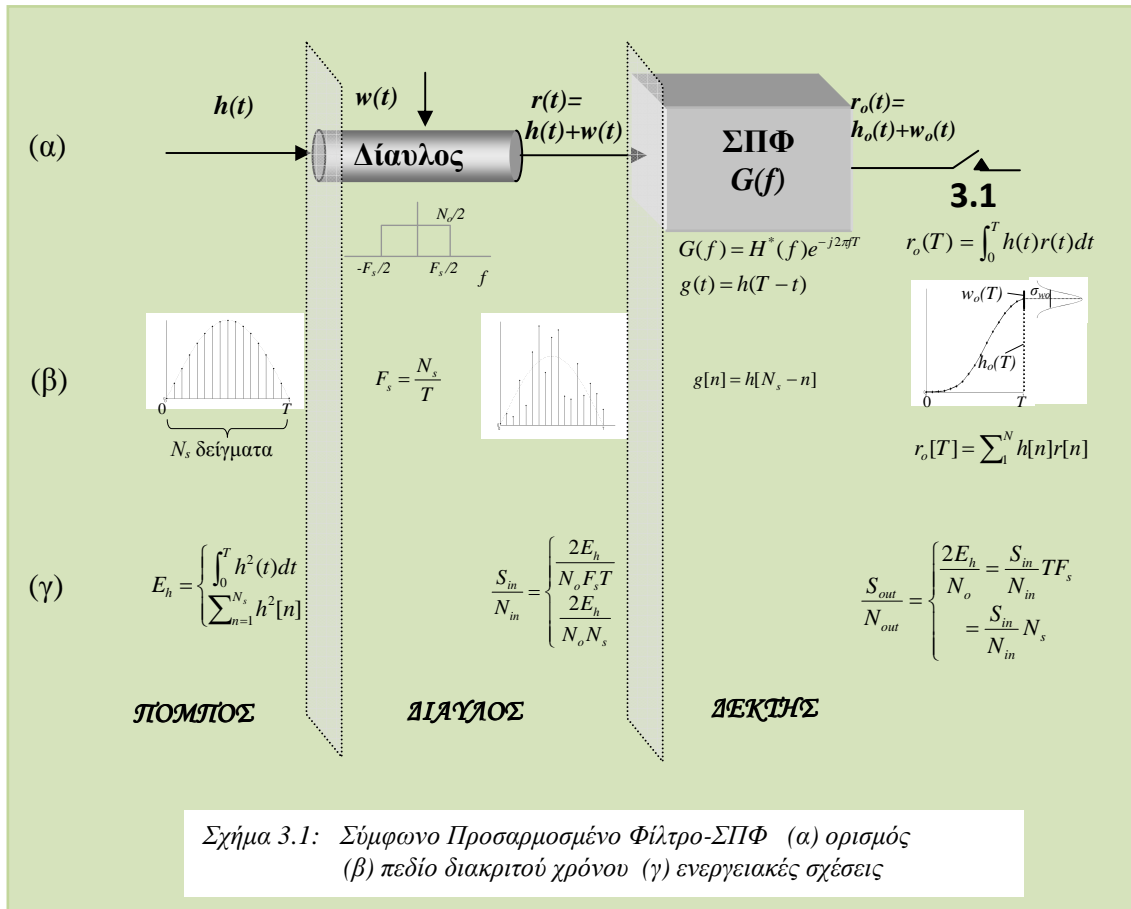 (α)
h(t)
w(t)
Δίαυλος
r(t)=
h(t)+w(t)
ΣΠΦ
G(f)
r_o(t)=
h_o(t)+w_o(t)
3.1
N_o/2
-F_s/2 F_s/2 f
G(f) = H^*(f)e^{-j2πfT}
g(t) = h(T − t)
r_o(T) = ∫_0^T h(t)r(t)dt
(β)
0 T
N_s δείγματα
F_s = N_s/T
g[n] = h[N_s − n]
w_o(T) σ_wo
h_o(T)
0 T
r_o[T] = ∑_1^N h[n]r[n]
(γ)
E_h = { ∫_0^T h^2(t)dt
∑_{n=1}^{N_s} h^2[n]
S_in/N_in = { 2E_h/(N_o F_s T)
2E_h/(N_o N_s)
S_out/N_out = { 2E_h/N_o = S_in/N_in TF_s
= S_in/N_in N_s
ΠΟΜΠΟΣ ΔΙΑΥΛΟΣ ΔΕΚΤΗΣ
Σχήμα 3.1: Σύμφωνο Προσαρμοσμένο Φίλτρο-ΣΠΦ (α) ορισμός
(β) πεδίο διακριτού χρόνου (γ) ενεργειακές σχέσεις